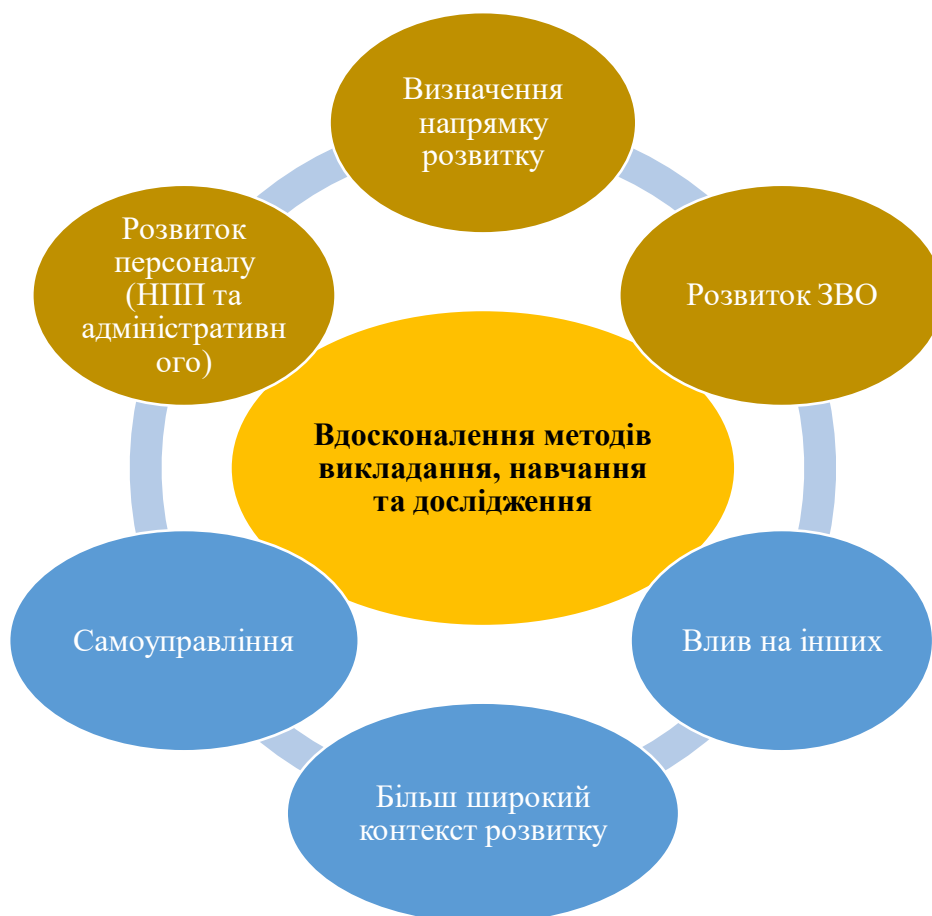 Визначення
напрямку
розвитку
Розвиток
персоналу
(НПП та
адміністративн
ого)
Розвиток ЗВО
Вдосконалення методів
викладання, навчання
та дослідження
Самоуправління
Влив на інших
Більш широкий
контекст розвитку